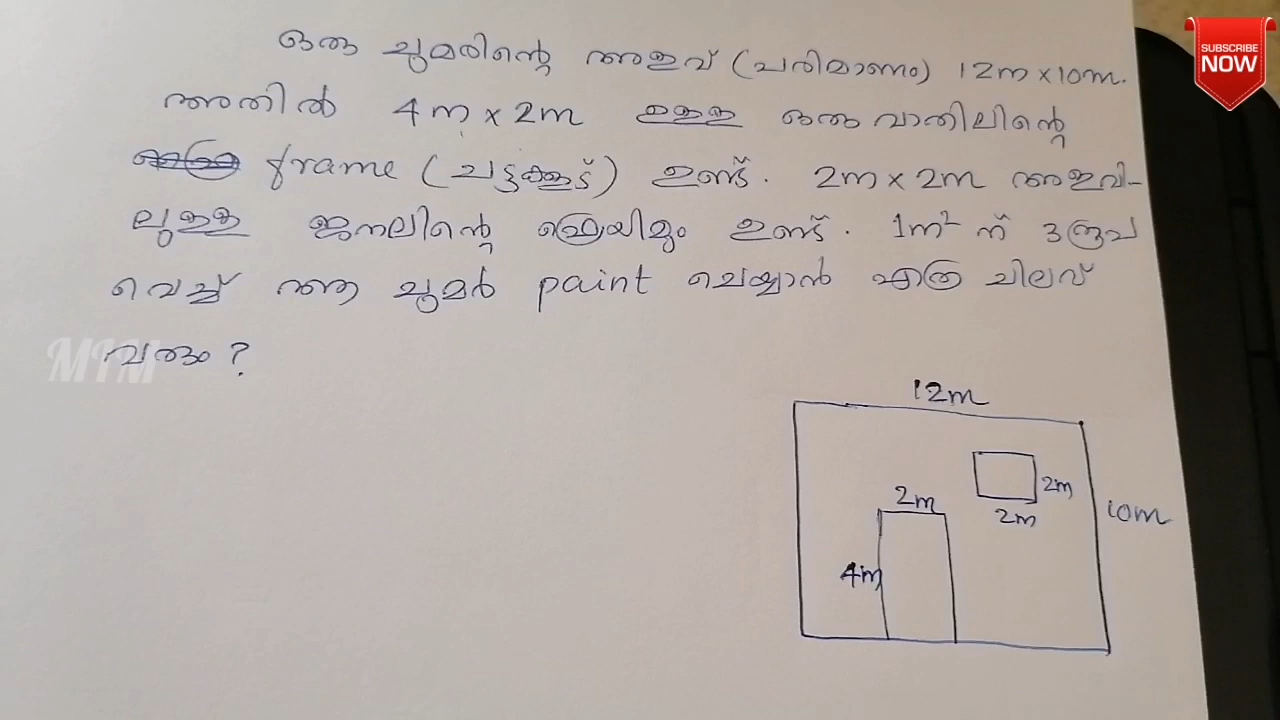 ഒരു ചുമരിന്റെ അളവ് (പരിമാണം) 12m x 10m.
അതിൽ 4m x 2m ഉള്ള ഒരു വാതിലിന്റെ
frame (ചട്ടക്കൂട്) ഉണ്ട്. 2m x 2m അളവി-
ലുള്ള ജനലിന്റെ ഫ്രെയിമും ഉണ്ട്. 1m² ന് 3 രൂപ
വെച്ച് ആ ചുമർ paint ചെയ്യാൻ എത്ര ചിലവ്
വരും?
12m
2m
2m
2m
10m
4m
SUBSCRIBE
NOW
MIM